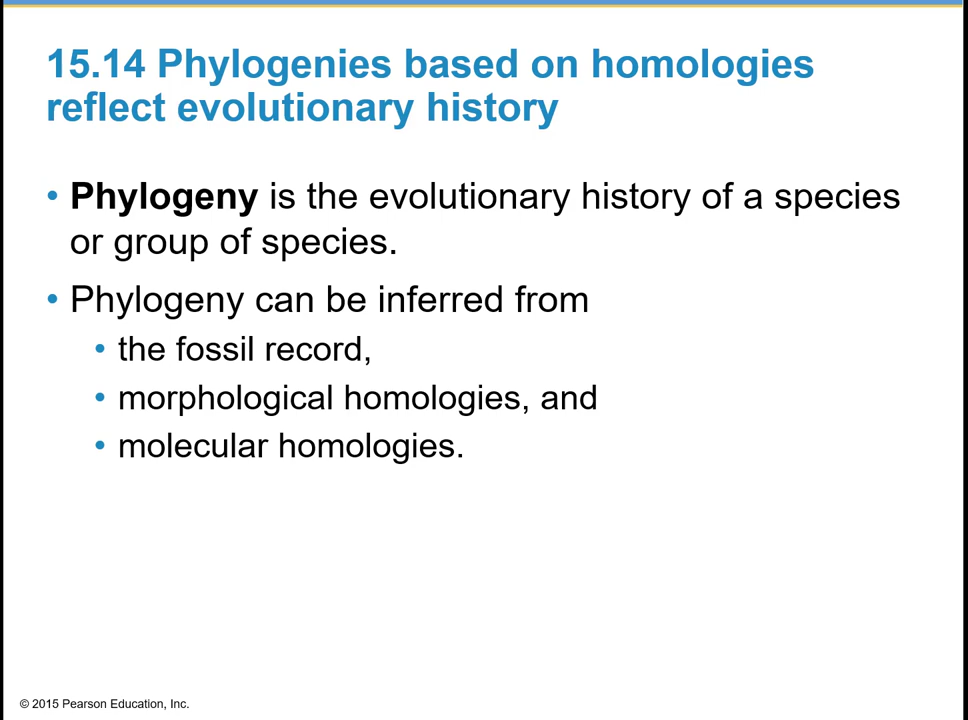 15.14 Phylogenies based on homologies
reflect evolutionary history
• Phylogeny is the evolutionary history of a species
or group of species.
• Phylogeny can be inferred from
• the fossil record,
• morphological homologies, and
• molecular homologies.
© 2015 Pearson Education, Inc.